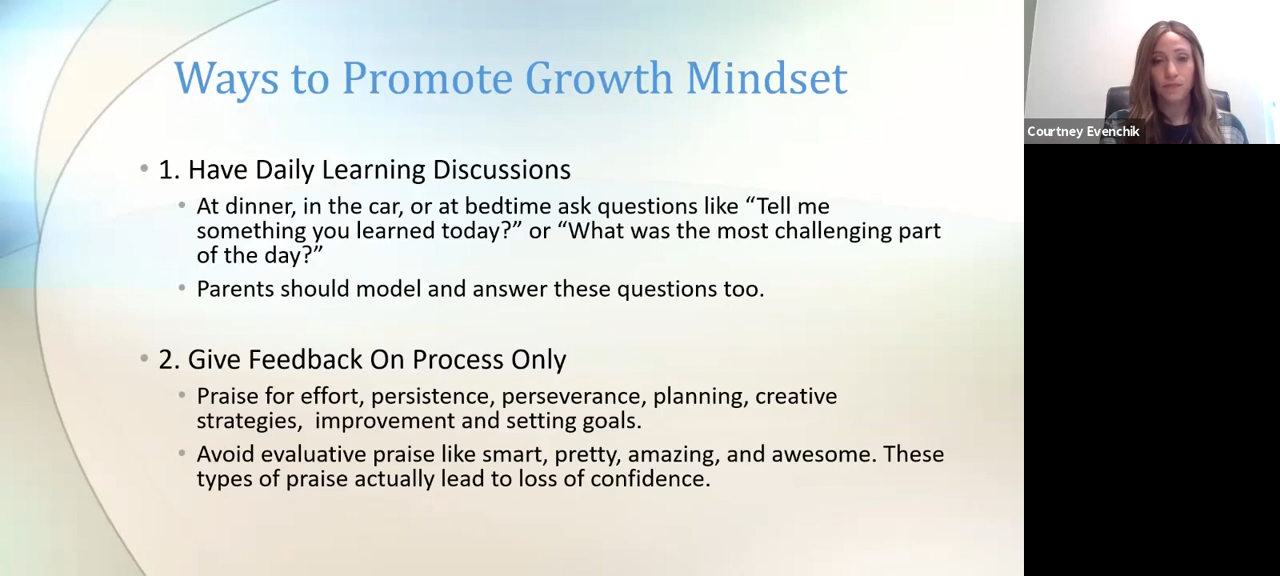 Ways to Promote Growth Mindset
Courtney Evenchik
• 1. Have Daily Learning Discussions
• At dinner, in the car, or at bedtime ask questions like “Tell me
something you learned today?” or “What was the most challenging part
of the day?”
• Parents should model and answer these questions too.
• 2. Give Feedback On Process Only
• Praise for effort, persistence, perseverance, planning, creative
strategies,  improvement and setting goals.
• Avoid evaluative praise like smart, pretty, amazing, and awesome. These
types of praise actually lead to loss of confidence.